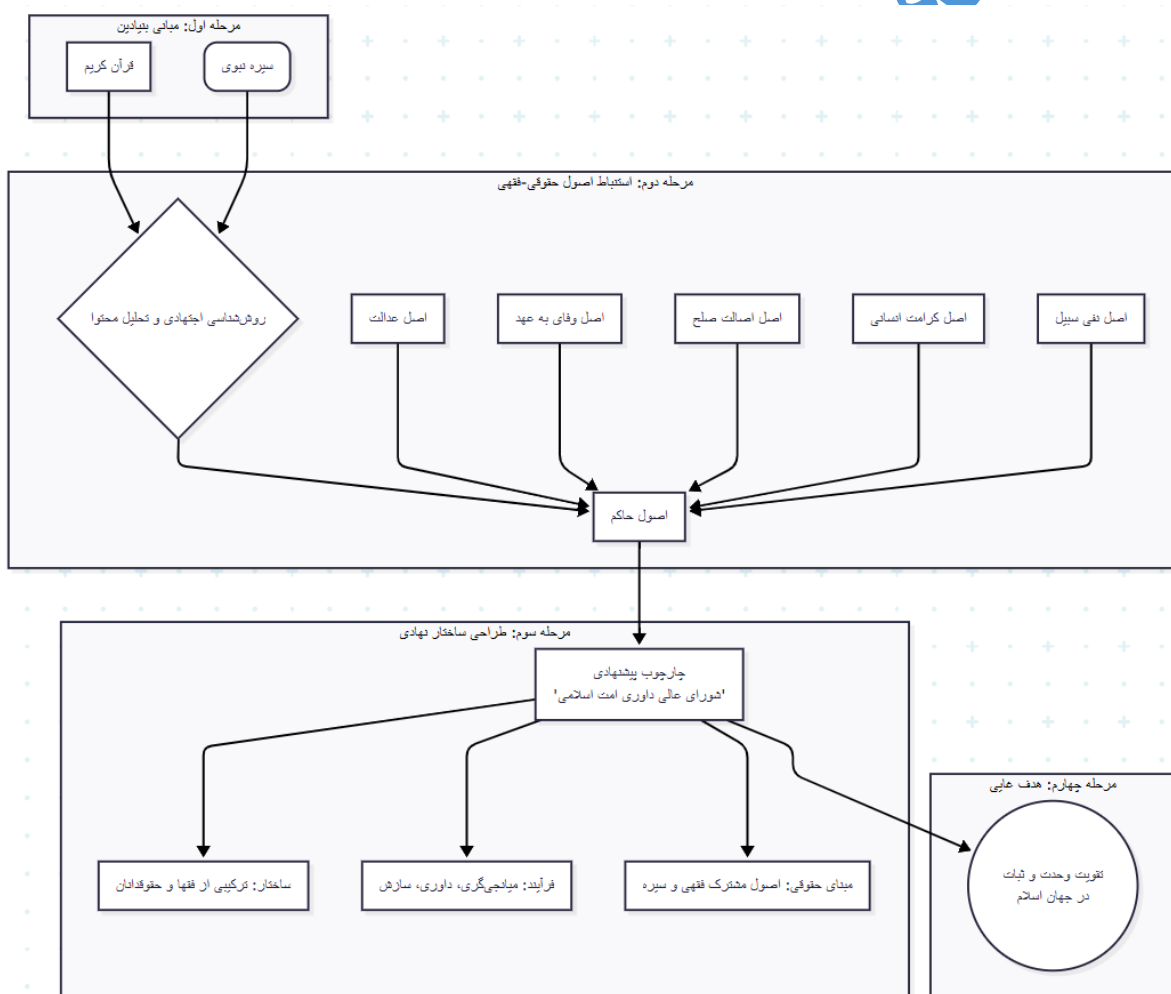 مرحله اول: مبانی بنیادین
قرآن کریم
سیره نبوی
مرحله دوم: استنباط اصول حقوقی-فقهی
روش‌شناسی اجتهادی و تحلیل محتوا
اصل عدالت
اصل وفای به عهد
اصل اصالت صلح
اصل کرامت انسانی
اصل نفی سبیل
اصول حاکم
مرحله سوم: طراحی ساختار نهادی
چارچوب پیشنهادی
'شورای عالی داوری امت اسلامی'
ساختار: ترکیبی از فقها و حقوقدانان
فرآیند: میانجی‌گری، داوری، سازش
مبنای حقوقی: اصول مشترک فقهی و سیره
مرحله چهارم: هدف غایی
تقویت وحدت و ثبات
در جهان اسلام